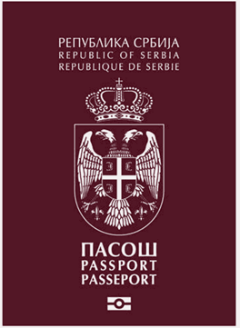 РЕПУБЛИКА СРБИЈА
REPUBLIC OF SERBIA
REPUBLIQUE DE SERBIE
ПАСОШ
PASSPORT
PASSEPORT